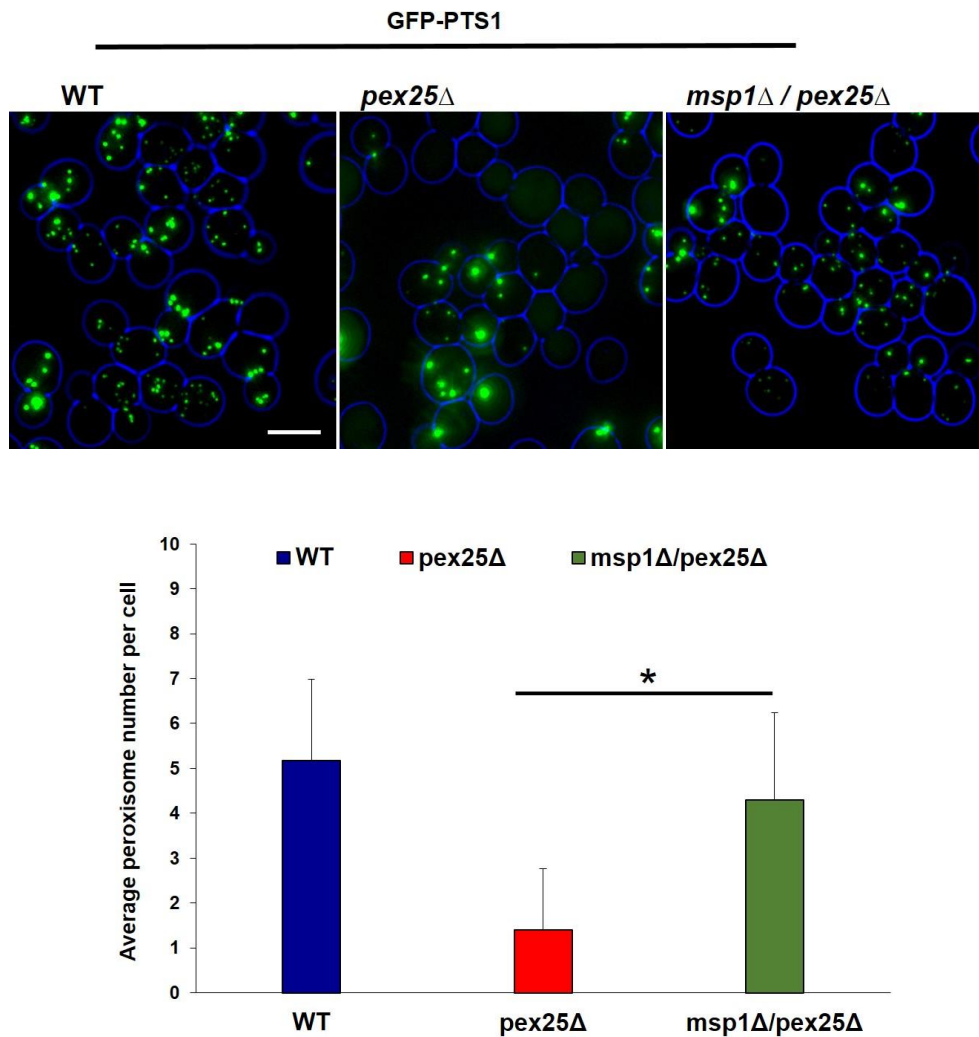 GFP-PTS1
WT pex25Δ msp1Δ / pex25Δ
10 WT pex25Δ msp1Δ/pex25Δ
9
8
7
*
6
5
4
3
2
1
0
Average peroxisome number per cell
WT pex25Δ msp1Δ/pex25Δ